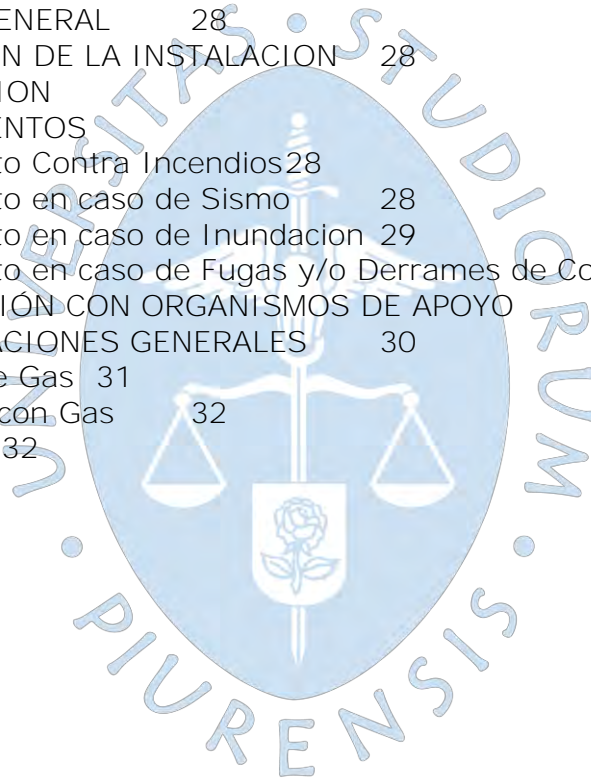 ENERAL 28
N DE LA INSTALACION 28
ION
ENTOS
to Contra Incendios28
to en caso de Sismo 28
to en caso de Inundacion 29
to en caso de Fugas y/o Derrames de Co
IÓN CON ORGANISMOS DE APOYO
ACIONES GENERALES 30
e Gas 31
con Gas 32
32
UNIVERSITAS • STUDIORUM • PIURENSIS •